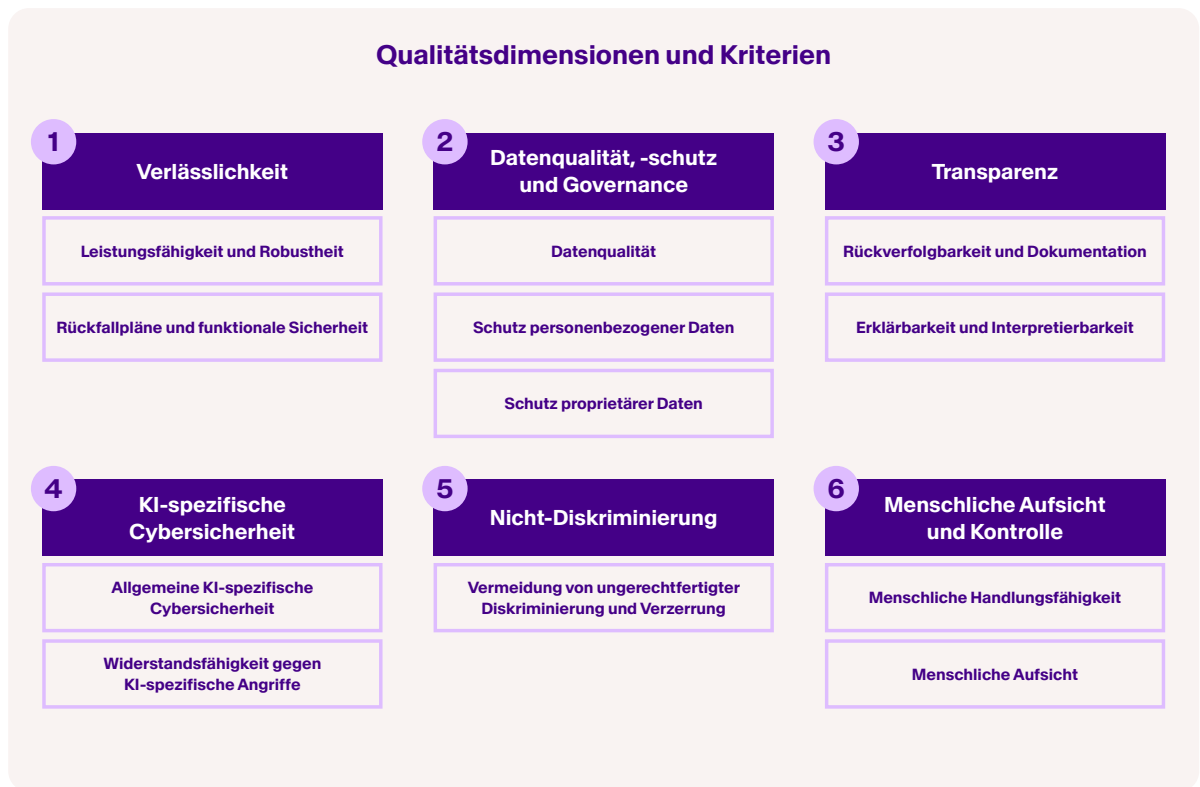 Qualitätsdimensionen und Kriterien
1
Verlässlichkeit
Leistungsfähigkeit und Robustheit
Rückfallpläne und funktionale Sicherheit
2
Datenqualität, -schutz
und Governance
Datenqualität
Schutz personenbezogener Daten
Schutz proprietärer Daten
3
Transparenz
Rückverfolgbarkeit und Dokumentation
Erklärbarkeit und Interpretierbarkeit
4
KI-spezifische
Cybersicherheit
Allgemeine KI-spezifische
Cybersicherheit
Widerstandsfähigkeit gegen
KI-spezifische Angriffe
5
Nicht-Diskriminierung
Vermeidung von ungerechtfertigter
Diskriminierung und Verzerrung
6
Menschliche Aufsicht
und Kontrolle
Menschliche Handlungsfähigkeit
Menschliche Aufsicht